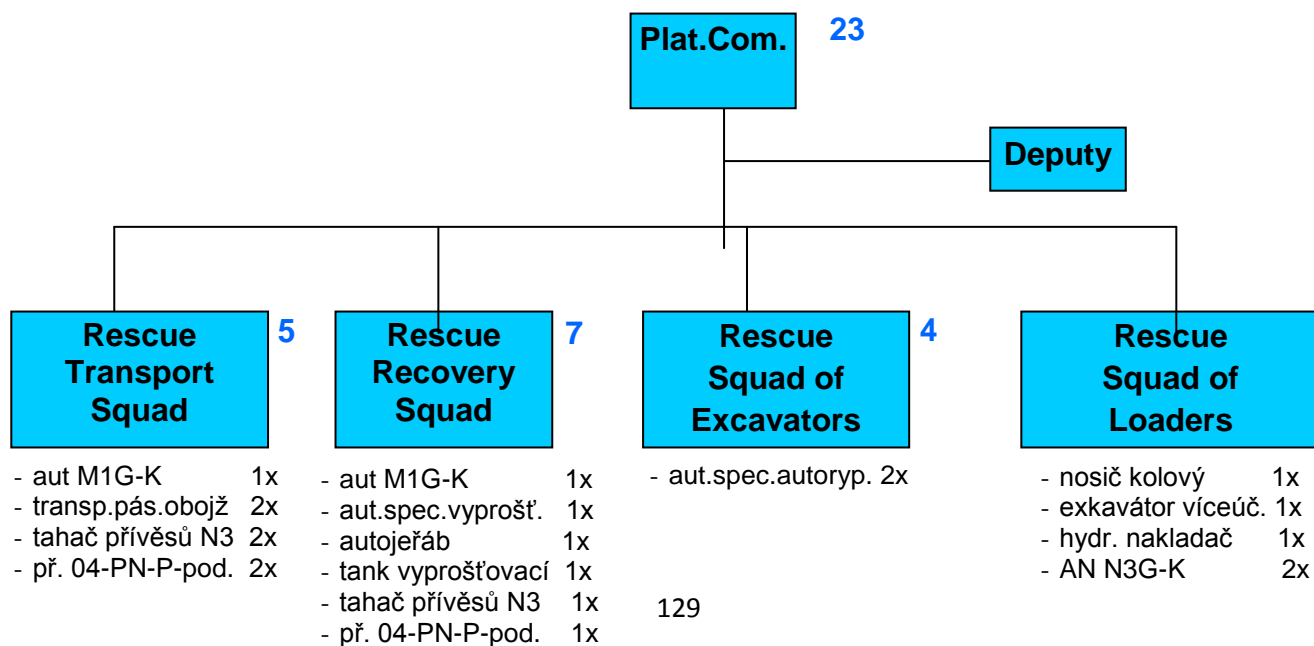 Plat.Com. 23
Deputy
Rescue
Transport
Squad
5
- aut M1G-K 1x
- transp.pás.obojž 2x
- tahač přívěsů N3 2x
- př. 04-PN-P-pod. 2x
Rescue
Recovery
Squad
7
- aut M1G-K 1x
- aut.spec.vyprošť. 1x
- autojeřáb 1x
- tank vyprošťovací 1x
- tahač přívěsů N3 1x
- př. 04-PN-P-pod. 1x
Rescue
Squad of
Excavators
4
- aut.spec.autoryp. 2x
Rescue
Squad of
Loaders
- nosič kolový 1x
- exkavátor víceúč. 1x
- hydr. nakladač 1x
- AN N3G-K 2x
129